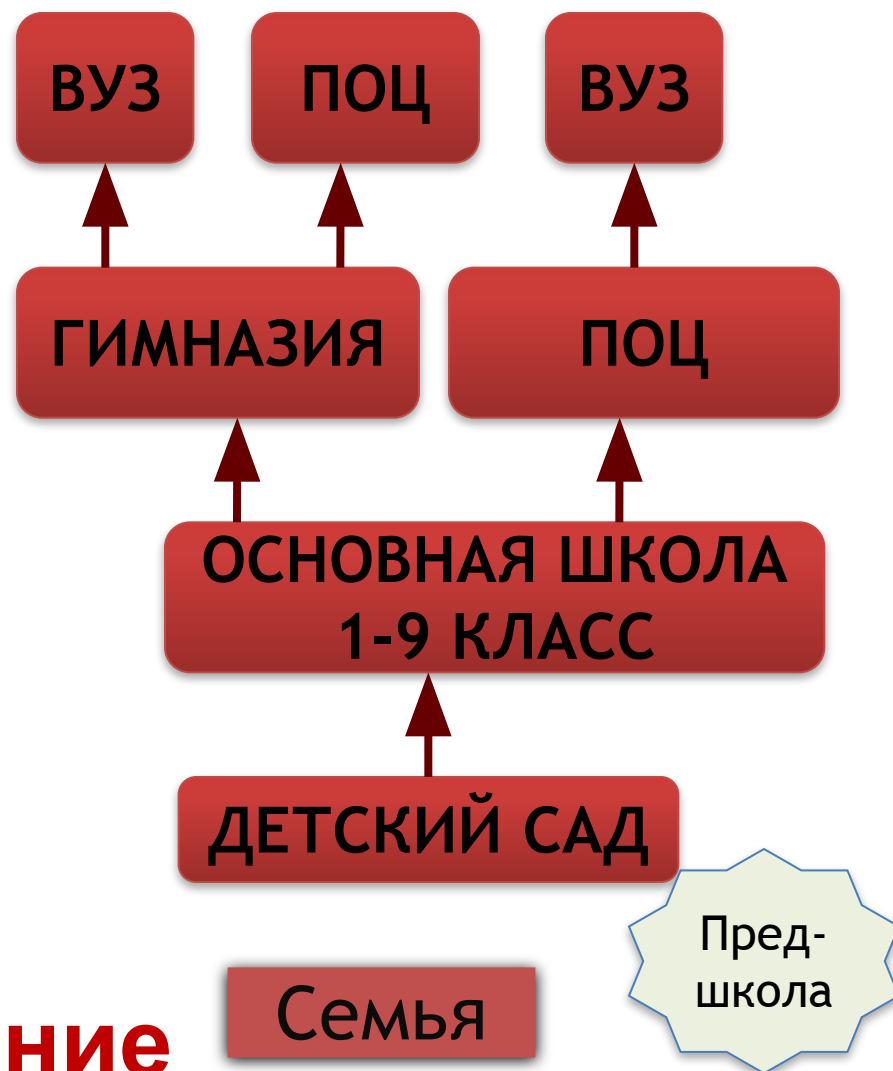 ВУЗ ПОЦ ВУЗ
ГИМНАЗИЯ ПОЦ
ОСНОВНАЯ ШКОЛА
1-9 КЛАСС
ДЕТСКИЙ САД
Пред-
школа
Семья
ние